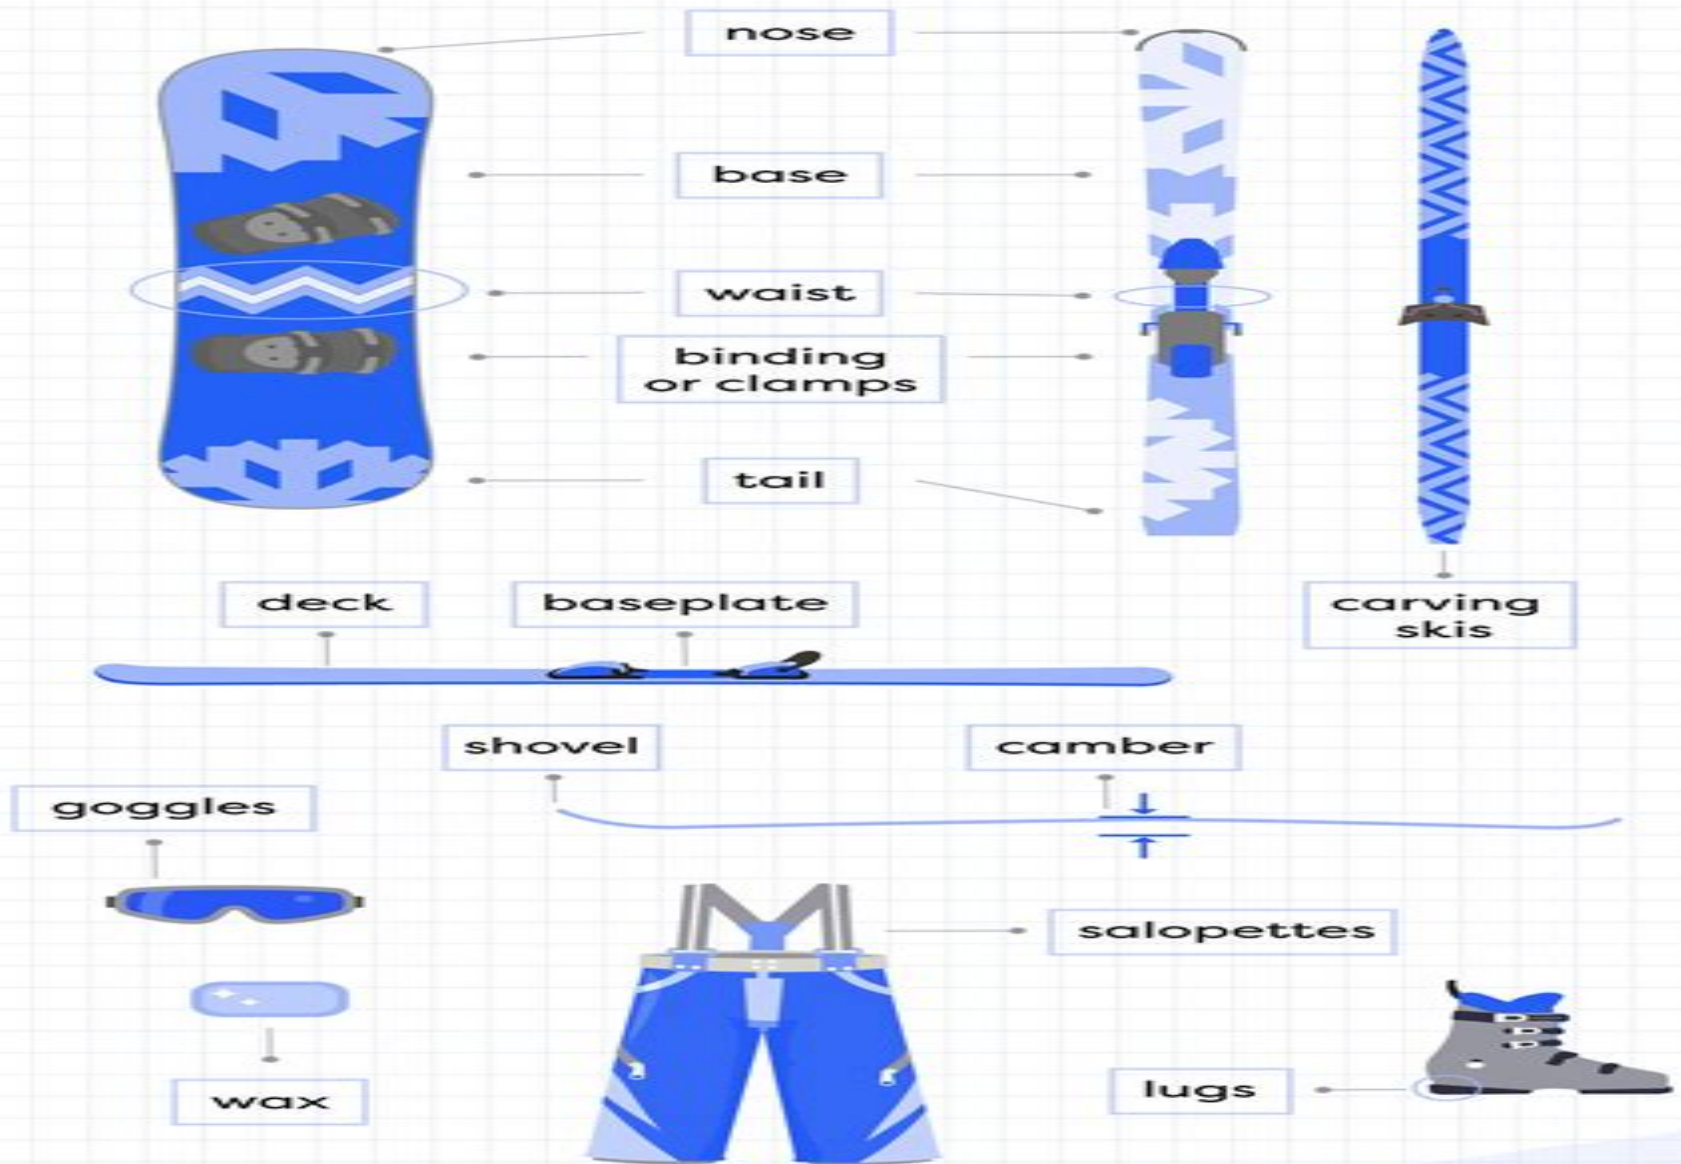 nose
base
waist
binding
or clamps
tail
deck
baseplate
carving
skis
shovel
camber
goggles
salopettes
wax
lugs